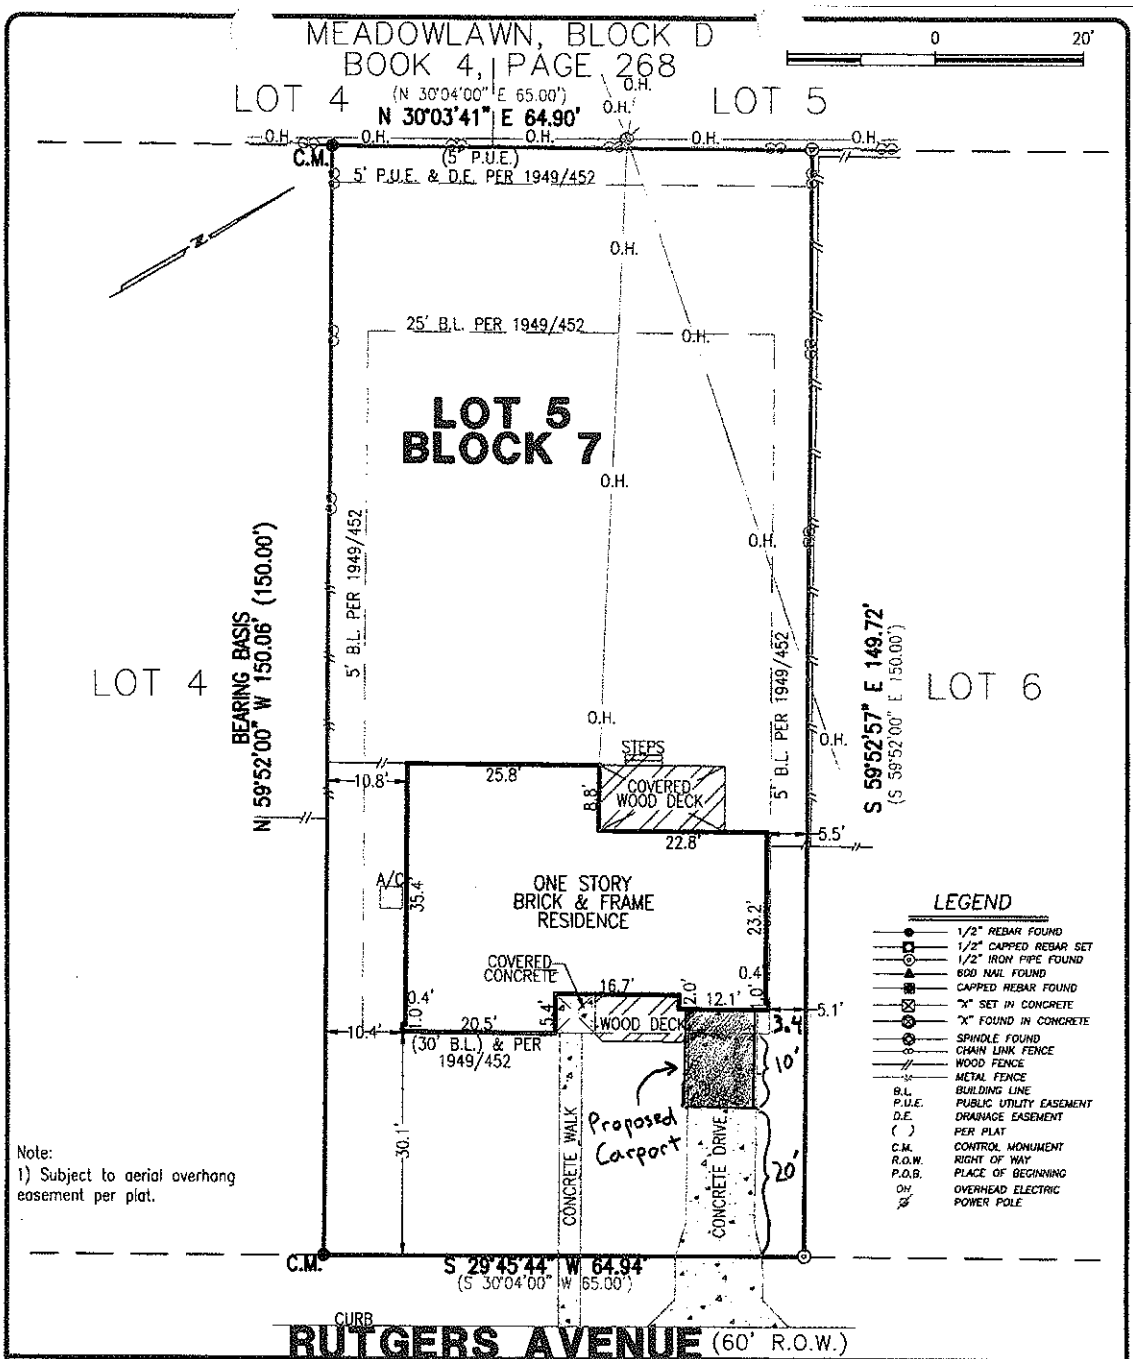 MEADOWLAWN, BLOCK D
BOOK 4, PAGE 268
0 20'
LOT 4
(N 30°04'00" E 65.00')
N 30°03'41" E 64.90'
LOT 5
O.H.
O.H.
O.H. O.H. O.H. O.H. O.H.
C.M.
(5' P.U.E.)
5' P.U.E. & D.E. PER 1949/452
N
O.H.
25' B.L. PER 1949/452
O.H.
LOT 5
BLOCK 7
O.H.
O.H.
5' B.L. PER 1949/452
BEARING BASIS
N 59°52'00" W 150.06' (150.00')
LOT 4
5' B.L. PER 1949/452
S 59°52'57" E 149.72'
(S 59°52'00" E 150.00')
LOT 6
O.H.
O.H.
STEPS
10.8'
25.8'
8.8'
COVERED
WOOD DECK
22.8'
5.5'
A/C
35.4'
ONE STORY
BRICK & FRAME
RESIDENCE
23.2'
COVERED
CONCRETE
16.7'
2.0'
12.1'
0.4'
1.0'
5.1'
0.4'
1.0'
10.4'
20.5'
5.4'
WOOD DECK
3.4
(30' B.L.) & PER
1949/452
10'
Proposed
Carport
30.1'
CONCRETE WALK
CONCRETE DRIVE
20'
LEGEND
1/2" REBAR FOUND
1/2" CAPPED REBAR SET
1/2" IRON PIPE FOUND
60D NAIL FOUND
CAPPED REBAR FOUND
"X" SET IN CONCRETE
"X" FOUND IN CONCRETE
SPINDLE FOUND
CHAIN LINK FENCE
WOOD FENCE
METAL FENCE
B.L. BUILDING LINE
P.U.E. PUBLIC UTILITY EASEMENT
D.E. DRAINAGE EASEMENT
( ) PER PLAT
C.M. CONTROL MONUMENT
R.O.W. RIGHT OF WAY
P.O.B. PLACE OF BEGINNING
OH OVERHEAD ELECTRIC
POWER POLE
Note:
1) Subject to aerial overhang
easement per plat.
C.M.
S 29°45'44" W 64.94'
(S 30°04'00" W 65.00')
CURB
RUTGERS AVENUE (60' R.O.W.)